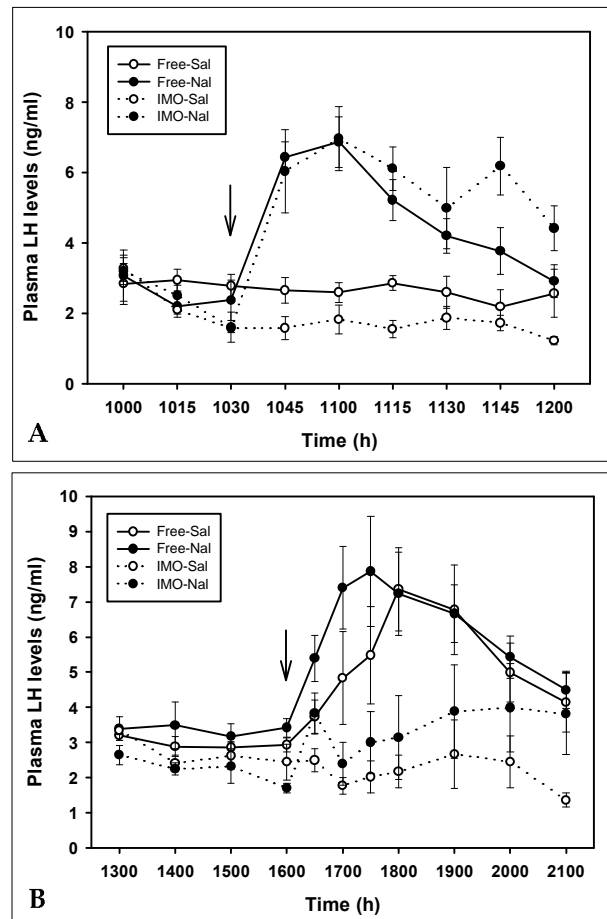 10
8
6
4
2
0
Plasma LH levels (ng/ml)
Free-Sal
Free-Nal
IMO-Sal
IMO-Nal
1000 1015 1030 1045 1100 1115 1130 1145 1200
Time (h)
A
10
9
8
7
6
5
4
3
2
1
0
Plasma LH levels (ng/ml)
Free-Sal
Free-Nal
IMO-Sal
IMO-Nal
1300 1400 1500 1600 1700 1800 1900 2000 2100
Time (h)
B